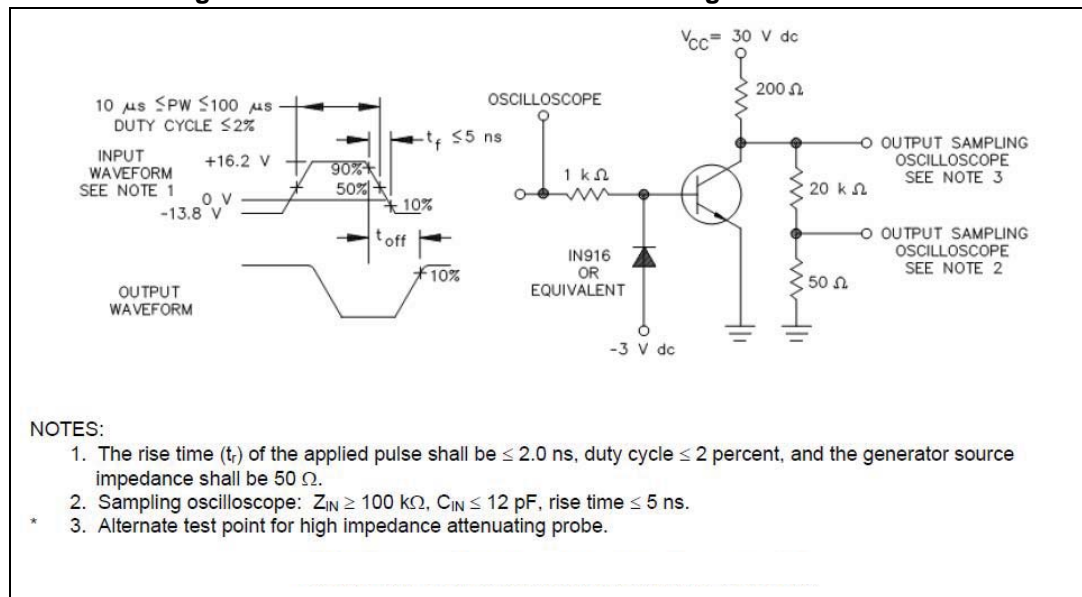 V_CC= 30 V dc
200 Ω
10 µs ≤PW ≤100 µs
DUTY CYCLE ≤2%
OSCILLOSCOPE
t_f ≤5 ns
INPUT
WAVEFORM
SEE NOTE 1
+16.2 V
0 V
-13.8 V
90%
50%
10%
t_off
10%
OUTPUT
WAVEFORM
1 kΩ
IN916
OR
EQUIVALENT
-3 V dc
OUTPUT SAMPLING
OSCILLOSCOPE
SEE NOTE 3
20 kΩ
OUTPUT SAMPLING
OSCILLOSCOPE
SEE NOTE 2
50 Ω
NOTES:
1. The rise time (t_r) of the applied pulse shall be ≤ 2.0 ns, duty cycle ≤ 2 percent, and the generator source
impedance shall be 50 Ω.
2. Sampling oscilloscope: Z_IN ≥ 100 kΩ, C_IN ≤ 12 pF, rise time ≤ 5 ns.
* 3. Alternate test point for high impedance attenuating probe.